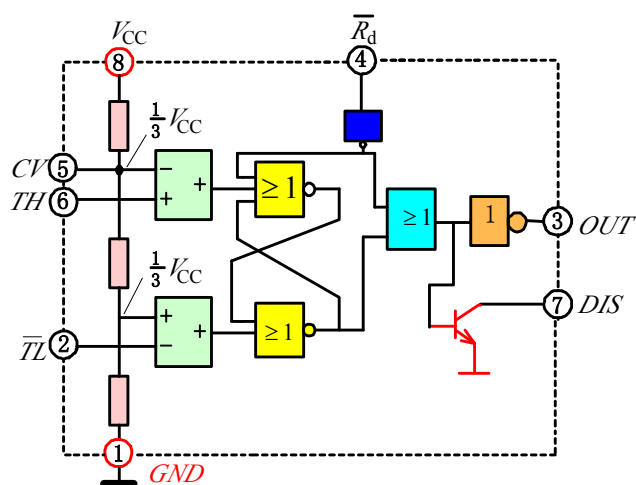 V_CC
R̅_d
8
4
1/3 V_CC
CV 5
− +
≥1
TH 6
+
≥1
1
3 OUT
1/3 V_CC
7 DIS
+ +
≥1
T̅L̅ 2
−
1
GND